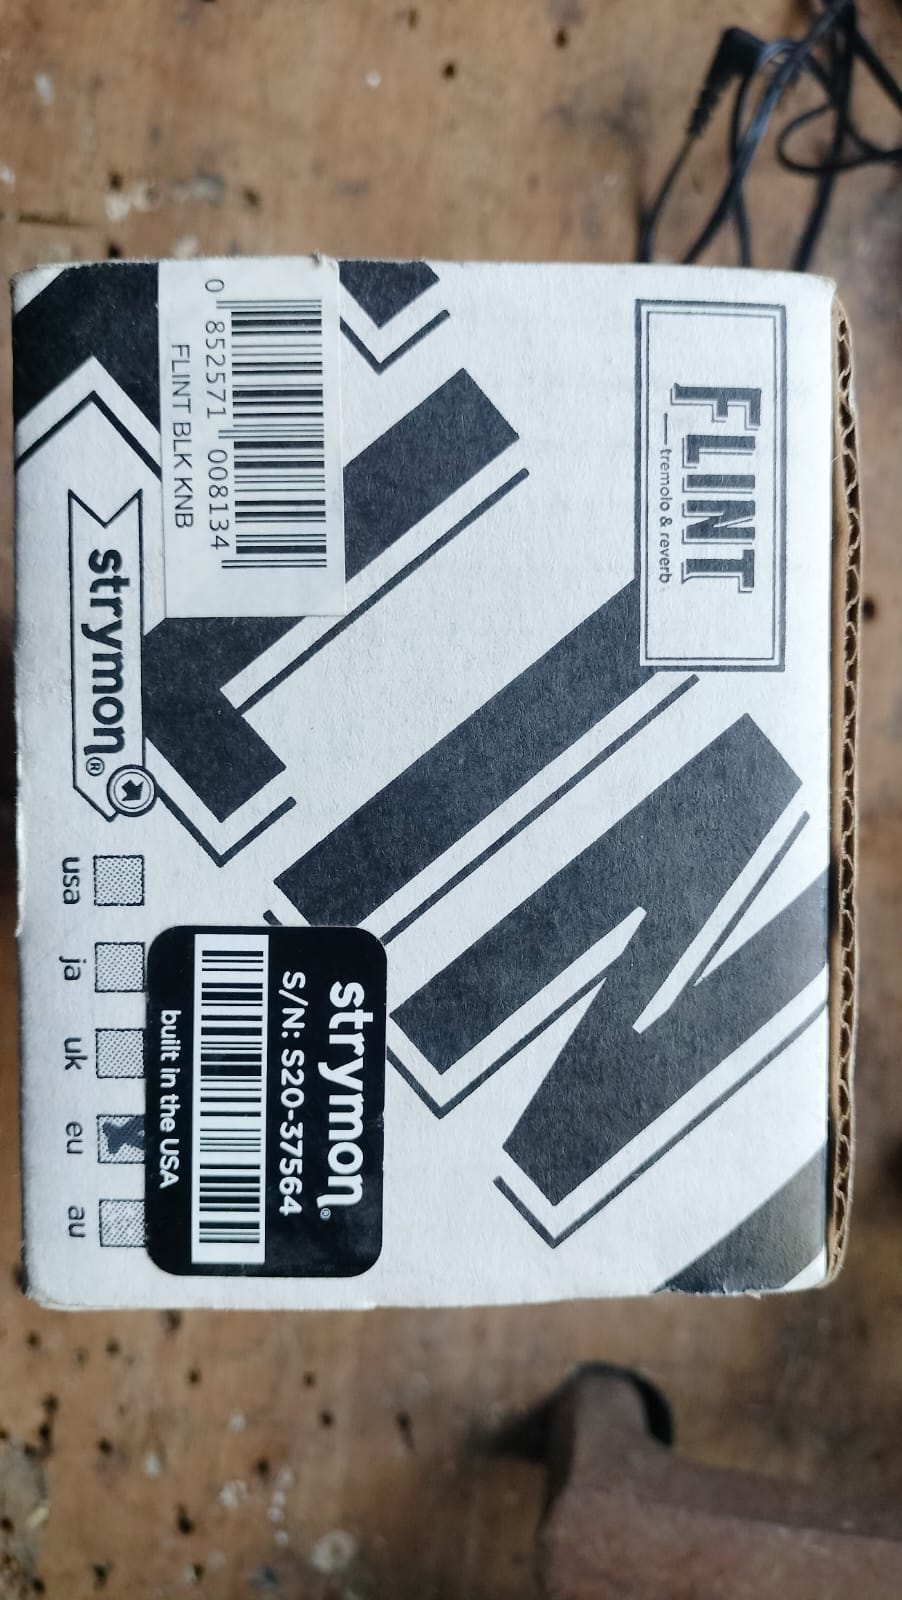 FLINT
tremolo & reverb
0 852571 008134
FLINT BLK KNB
strymon®
usa ja uk eu au
strymon®
S/N: S20-37564
built in the USA